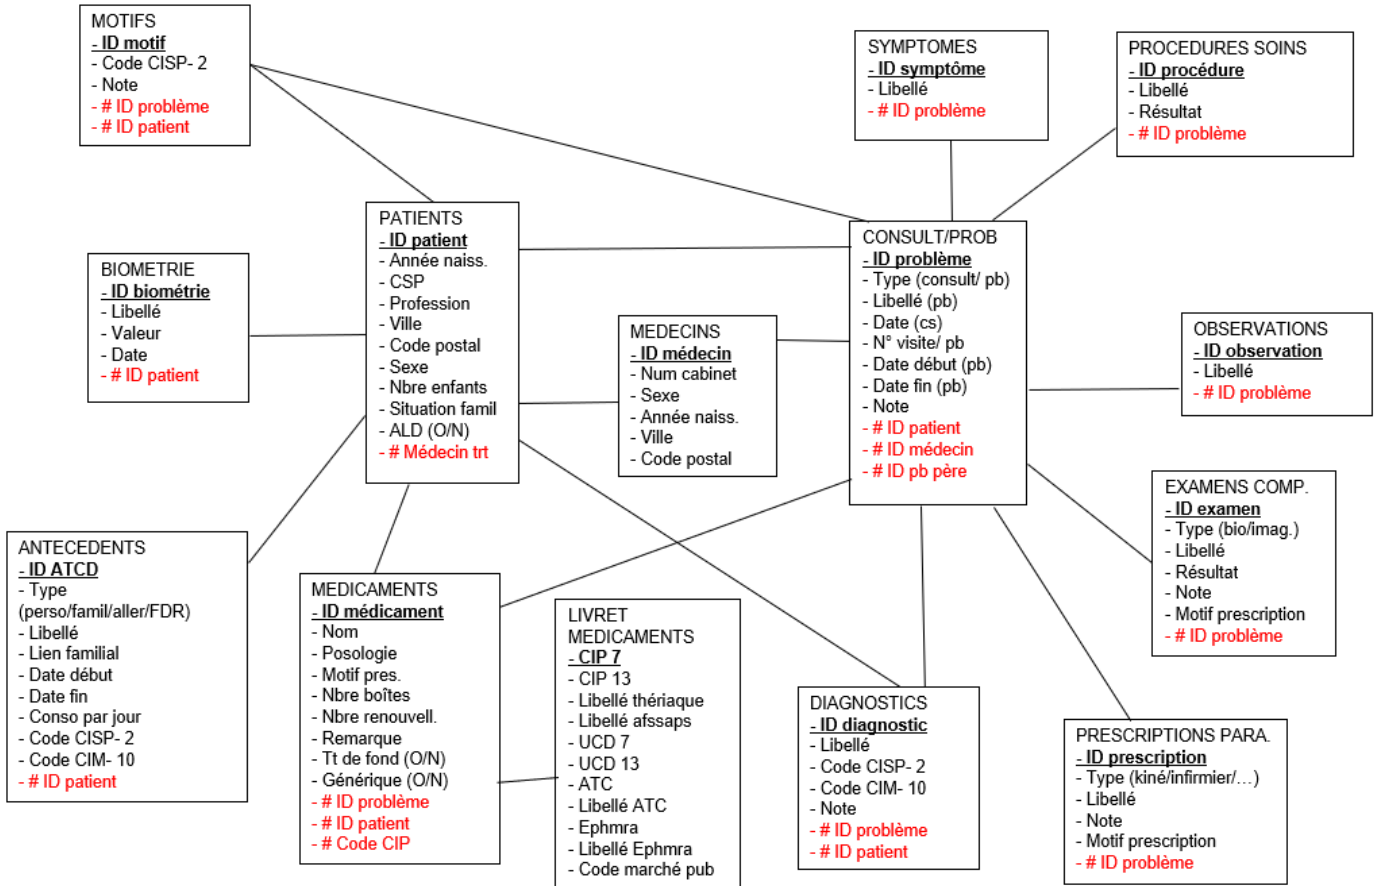 MOTIFS
- ID motif
- Code CISP- 2
- Note
- # ID problème
- # ID patient
SYMPTOMES
- ID symptôme
- Libellé
- # ID problème
PROCEDURES SOINS
- ID procédure
- Libellé
- Résultat
- # ID problème
PATIENTS
- ID patient
- Année naiss.
- CSP
- Profession
- Ville
- Code postal
- Sexe
- Nbre enfants
- Situation famil
- ALD (O/N)
- # Médecin trt
CONSULT/PROB
- ID problème
- Type (consult/ pb)
- Libellé (pb)
- Date (cs)
- N° visite/ pb
- Date début (pb)
- Date fin (pb)
- Note
- # ID patient
- # ID médecin
- # ID pb père
BIOMETRIE
- ID biométrie
- Libellé
- Valeur
- Date
- # ID patient
MEDECINS
- ID médecin
- Num cabinet
- Sexe
- Année naiss.
- Ville
- Code postal
OBSERVATIONS
- ID observation
- Libellé
- # ID problème
EXAMENS COMP.
- ID examen
- Type (bio/imag.)
- Libellé
- Résultat
- Note
- Motif prescription
- # ID problème
ANTECEDENTS
- ID ATCD
- Type
(perso/famil/aller/FDR)
- Libellé
- Lien familial
- Date début
- Date fin
- Conso par jour
- Code CISP- 2
- Code CIM- 10
- # ID patient
MEDICAMENTS
- ID médicament
- Nom
- Posologie
- Motif pres.
- Nbre boîtes
- Nbre renouvell.
- Remarque
- Tt de fond (O/N)
- Générique (O/N)
- # ID problème
- # ID patient
- # Code CIP
LIVRET
MEDICAMENTS
- CIP 7
- CIP 13
- Libellé thériaque
- Libellé afssaps
- UCD 7
- UCD 13
- ATC
- Libellé ATC
- Ephmra
- Libellé Ephmra
- Code marché pub
DIAGNOSTICS
- ID diagnostic
- Libellé
- Code CISP- 2
- Code CIM- 10
- Note
- # ID problème
- # ID patient
PRESCRIPTIONS PARA.
- ID prescription
- Type (kiné/infirmier/…)
- Libellé
- Note
- Motif prescription
- # ID problème